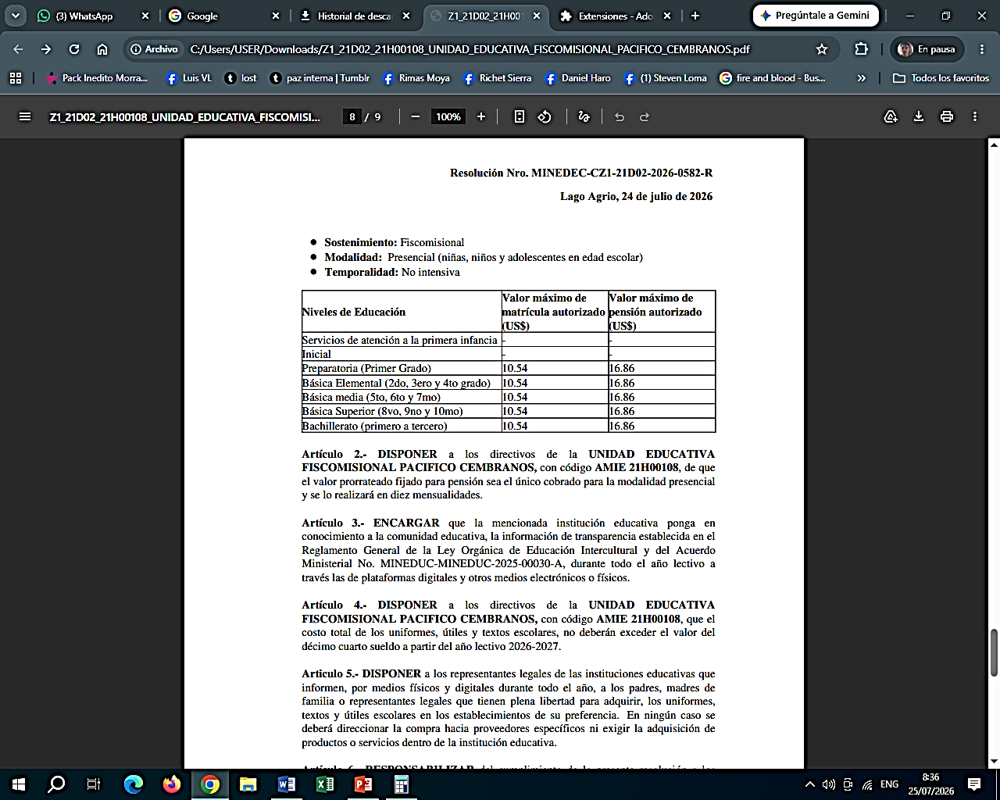 (3) WhatsApp
Google
Historial de desca
Z1_21D02_21H00
Extensiones - Ado
Pregúntale a Gemini
Archivo
C:/Users/USER/Downloads/Z1_21D02_21H00108_UNIDAD_EDUCATIVA_FISCOMISIONAL_PACIFICO_CEMBRANOS.pdf
En pausa
Pack Inedito Morra...
Luis VL
lost
paz interna | Tumblr
Rimas Moya
Richet Sierra
Daniel Haro
(1) Steven Loma
fire and blood - Bus...
Todos los favoritos
Z1_21D02_21H00108_UNIDAD_EDUCATIVA_FISCOMISI...
8 / 9
100%
Resolución Nro. MINEDEC-CZ1-21D02-2026-0582-R
Lago Agrio, 24 de julio de 2026
Sostenimiento: Fiscomisional
Modalidad: Presencial (niñas, niños y adolescentes en edad escolar)
Temporalidad: No intensiva
Niveles de Educación
Valor máximo de matrícula autorizado (US$)
Valor máximo de pensión autorizado (US$)
Servicios de atención a la primera infancia - -
Inicial - -
Preparatoria (Primer Grado) 10.54 16.86
Básica Elemental (2do, 3ero y 4to grado) 10.54 16.86
Básica media (5to, 6to y 7mo) 10.54 16.86
Básica Superior (8vo, 9no y 10mo) 10.54 16.86
Bachillerato (primero a tercero) 10.54 16.86
Artículo 2.- DISPONER a los directivos de la UNIDAD EDUCATIVA
FISCOMISIONAL PACIFICO CEMBRANOS, con código AMIE 21H00108, de que
el valor prorrateado fijado para pensión sea el único cobrado para la modalidad presencial
y se lo realizará en diez mensualidades.
Artículo 3.- ENCARGAR que la mencionada institución educativa ponga en
conocimiento a la comunidad educativa, la información de transparencia establecida en el
Reglamento General de la Ley Orgánica de Educación Intercultural y del Acuerdo
Ministerial No. MINEDUC-MINEDUC-2025-00030-A, durante todo el año lectivo a
través las de plataformas digitales y otros medios electrónicos o físicos.
Artículo 4.- DISPONER a los directivos de la UNIDAD EDUCATIVA
FISCOMISIONAL PACIFICO CEMBRANOS, con código AMIE 21H00108, que el
costo total de los uniformes, útiles y textos escolares, no deberán exceder el valor del
décimo cuarto sueldo a partir del año lectivo 2026-2027.
Articulo 5.- DISPONER a los representantes legales de las instituciones educativas que
informen, por medios físicos y digitales durante todo el año, a los padres, madres de
familia o representantes legales que tienen plena libertad para adquirir, los uniformes,
textos y útiles escolares en los establecimientos de su preferencia. En ningún caso se
deberá direccionar la compra hacia proveedores específicos ni exigir la adquisición de
productos o servicios dentro de la institución educativa.
ENG
8:36
25/07/2026